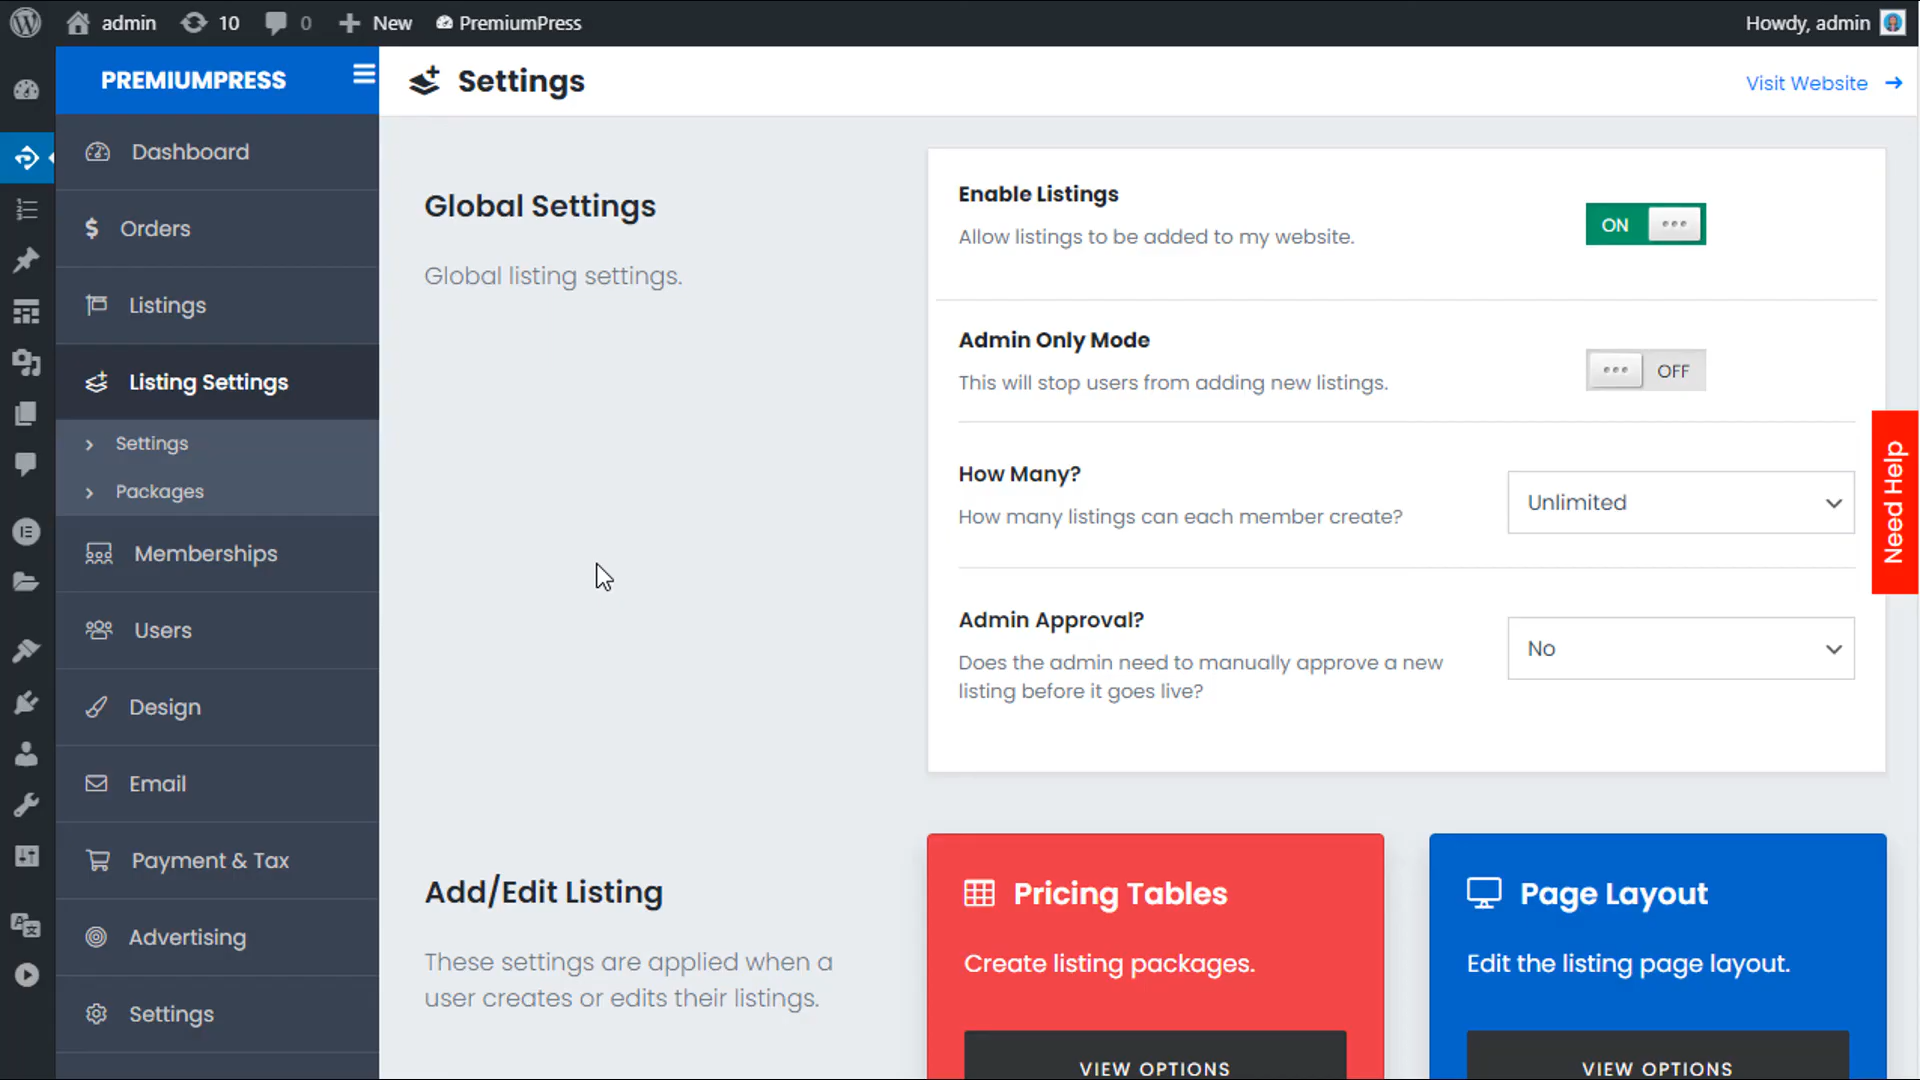 admin
10
0
New
PremiumPress
Howdy, admin
PREMIUMPRESS
Settings
Visit Website
Dashboard
Orders
Listings
Listing Settings
Settings
Packages
Memberships
Users
Design
Email
Payment & Tax
Advertising
Settings
Global Settings
Global listing settings.
Enable Listings
Allow listings to be added to my website.
ON
Admin Only Mode
This will stop users from adding new listings.
OFF
How Many?
How many listings can each member create?
Unlimited
Admin Approval?
Does the admin need to manually approve a new
listing before it goes live?
No
Need Help
Add/Edit Listing
These settings are applied when a
user creates or edits their listings.
Pricing Tables
Create listing packages.
VIEW OPTIONS
Page Layout
Edit the listing page layout.
VIEW OPTIONS